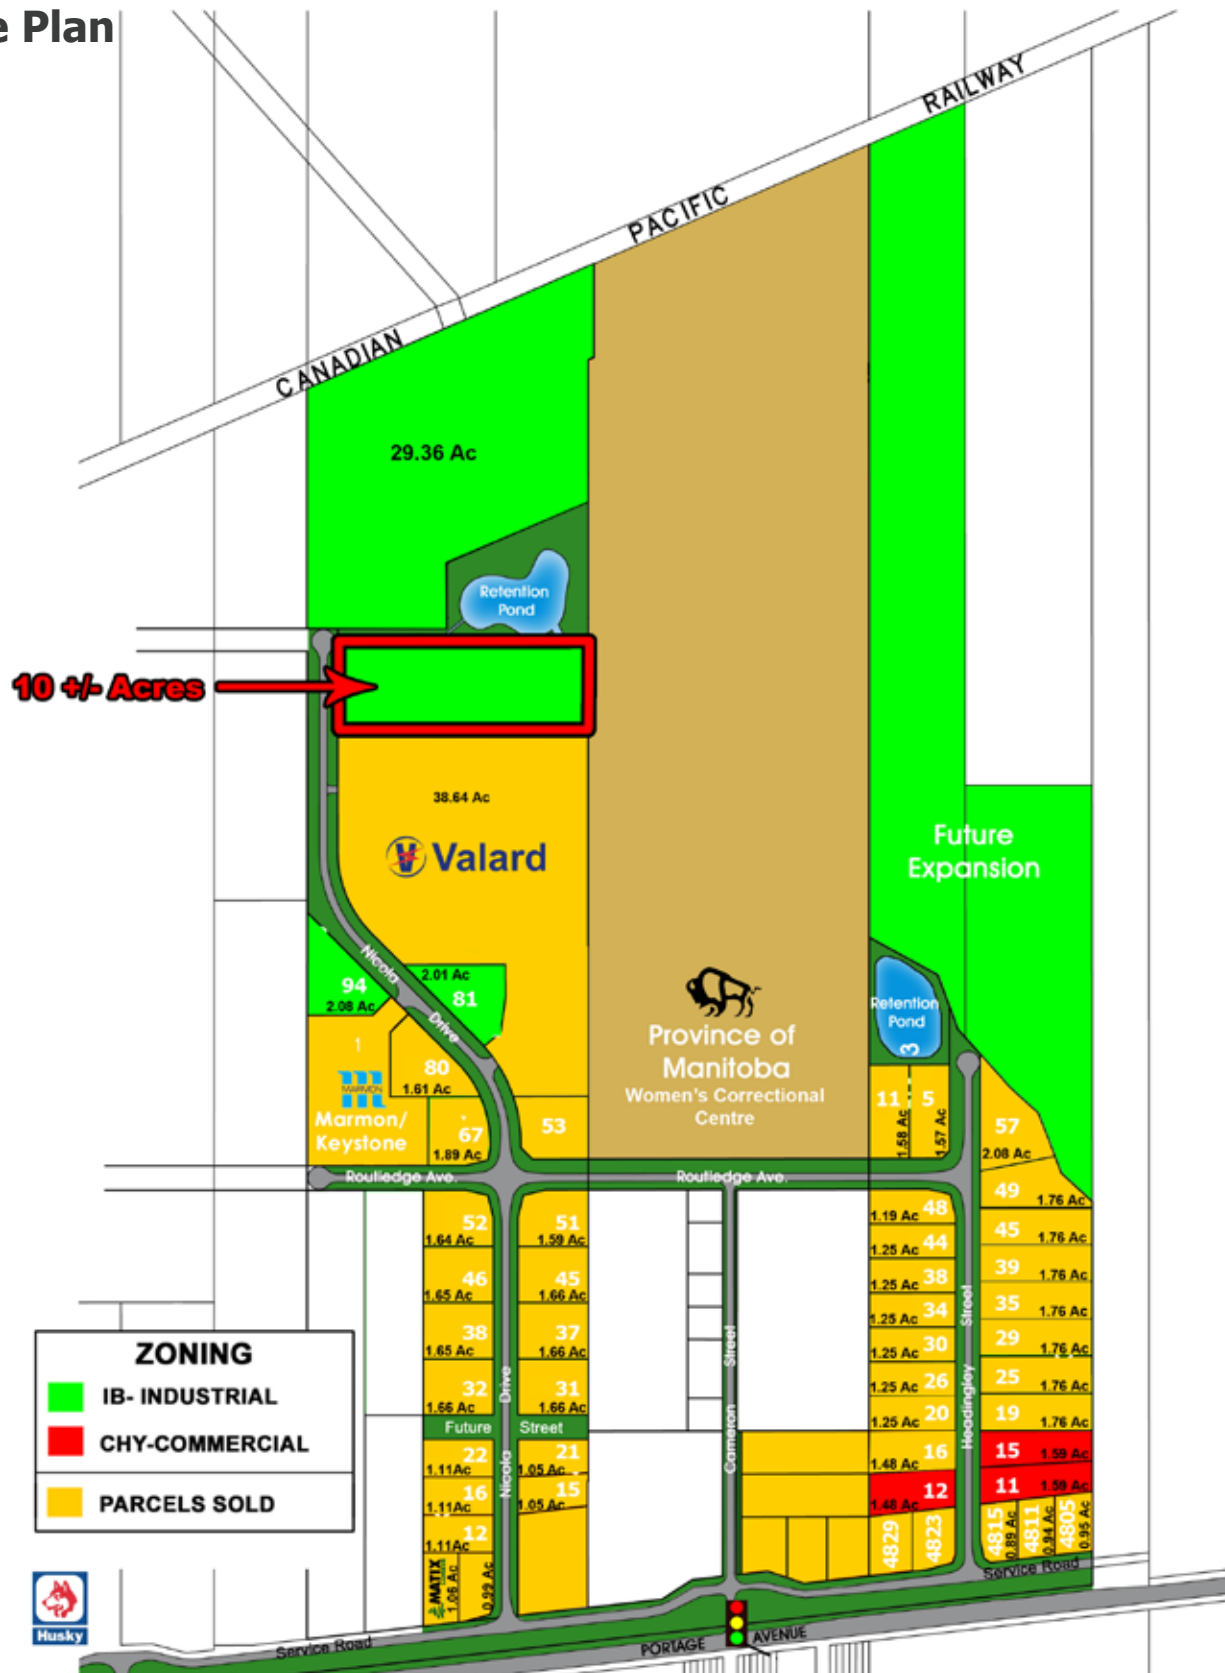 e Plan
RAILWAY
PACIFIC
CANADIAN
29.36 Ac
Retention
Pond
10 +/- Acres
38.64 Ac
Valard
Future
Expansion
Nicola
Drive
94
2.08 Ac
2.01 Ac
81
Retention
Pond
3
Province of
Manitoba
Women's Correctional
Centre
1
MARMON
Marmon/
Keystone
80
1.61 Ac
67
1.89 Ac
53
11
1.58 Ac
5
1.57 Ac
57
2.08 Ac
Routledge Ave.
Routledge Ave.
52
1.64 Ac
51
1.59 Ac
46
1.65 Ac
45
1.66 Ac
38
1.65 Ac
37
1.66 Ac
32
1.66 Ac
31
1.66 Ac
Future Street
22
1.11Ac
21
1.05 Ac
16
1.11Ac
15
1.05 Ac
12
1.11Ac
MATIX
1.06 Ac
0.99 Ac
Nicola
Drive
Cameron
Street
48
1.19 Ac
44
1.25 Ac
38
1.25 Ac
34
1.25 Ac
30
1.25 Ac
26
1.25 Ac
20
1.25 Ac
16
1.48 Ac
12
1.48 Ac
4829
4823
Headingley
Street
49
1.76 Ac
45
1.76 Ac
39
1.76 Ac
35
1.76 Ac
29
1.76 Ac
25
1.76 Ac
19
1.76 Ac
15
1.59 Ac
11
1.59 Ac
4815
0.89 Ac
4811
0.94 Ac
4805
0.95 Ac
Service Road
ZONING
IB- INDUSTRIAL
CHY-COMMERCIAL
PARCELS SOLD
Husky
Service Road
PORTAGE AVENUE